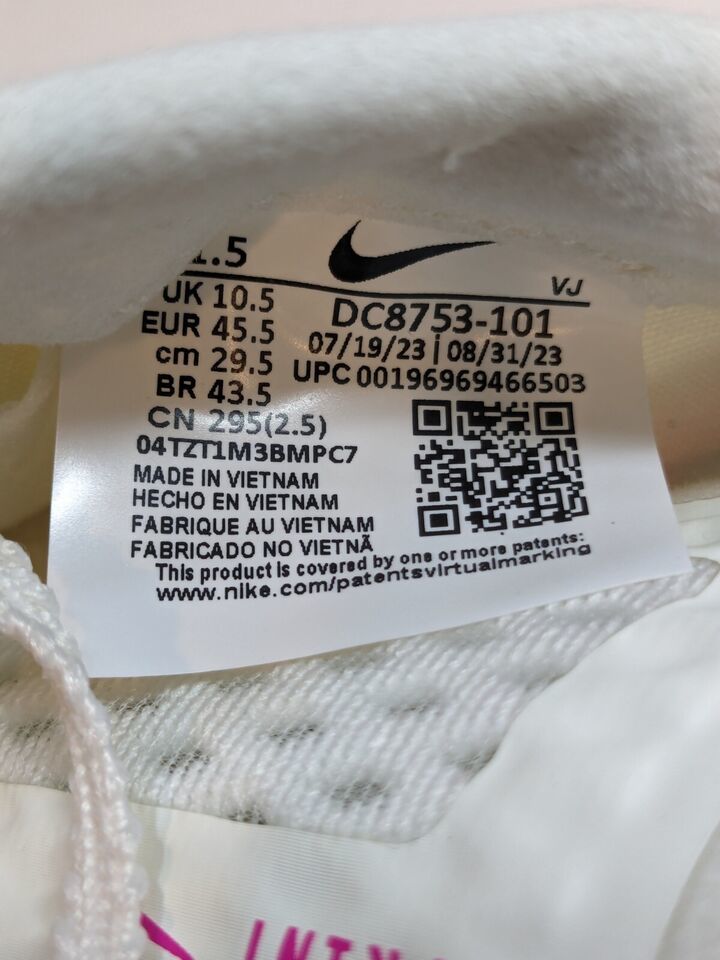 .5
VJ
UK 10.5
EUR 45.5
cm 29.5
BR 43.5
CN 295(2.5)
DC8753-101
07/19/23 | 08/31/23
UPC 00196969466503
04TZT1M3BMPC7
MADE IN VIETNAM
HECHO EN VIETNAM
FABRIQUE AU VIETNAM
FABRICADO NO VIETNÃ
This product is covered by one or more patents:
www.nike.com/patentsvirtualmarking